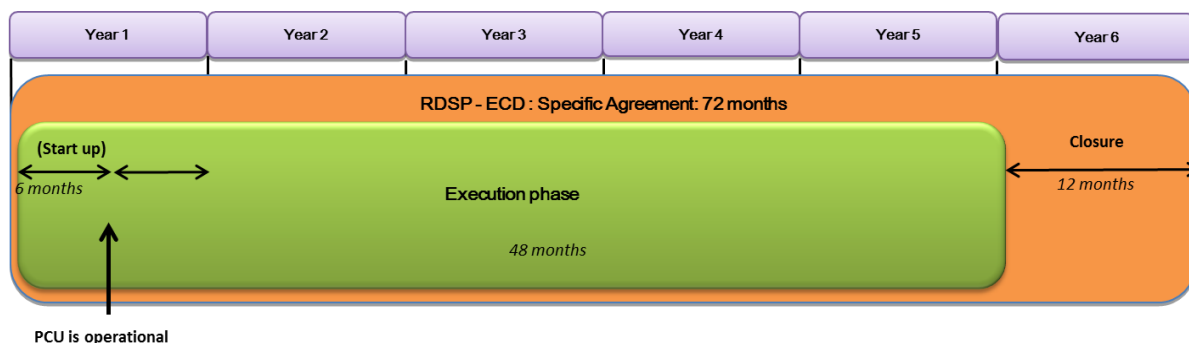 Year 1
Year 2
Year 3
Year 4
Year 5
Year 6
RDSP - ECD : Specific Agreement: 72 months
(Start up)
Closure
6 months
12 months
Execution phase
48 months
PCU is operational